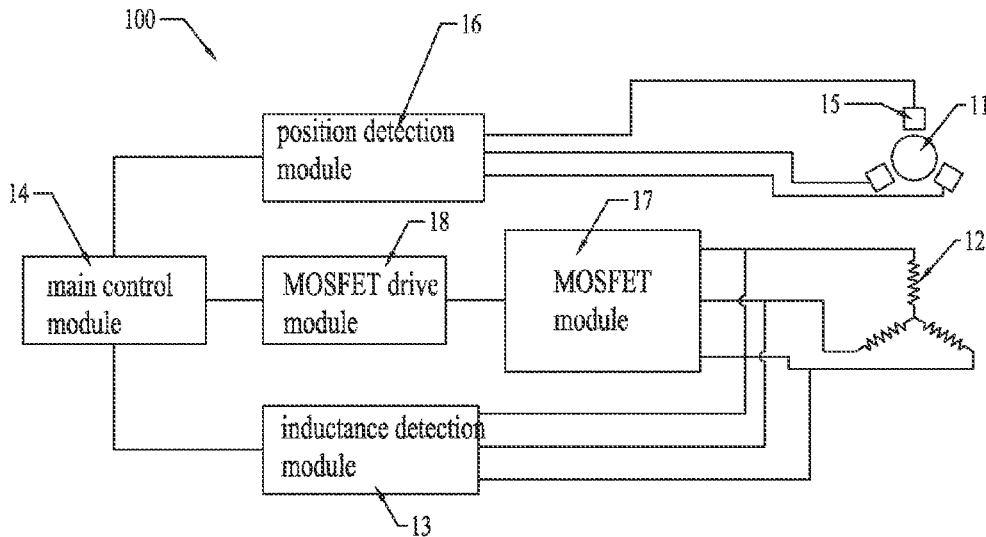 100
16
position detection
module
15
11
14
main control
module
18
MOSFET drive
module
17
MOSFET
module
12
inductance detection
module
13